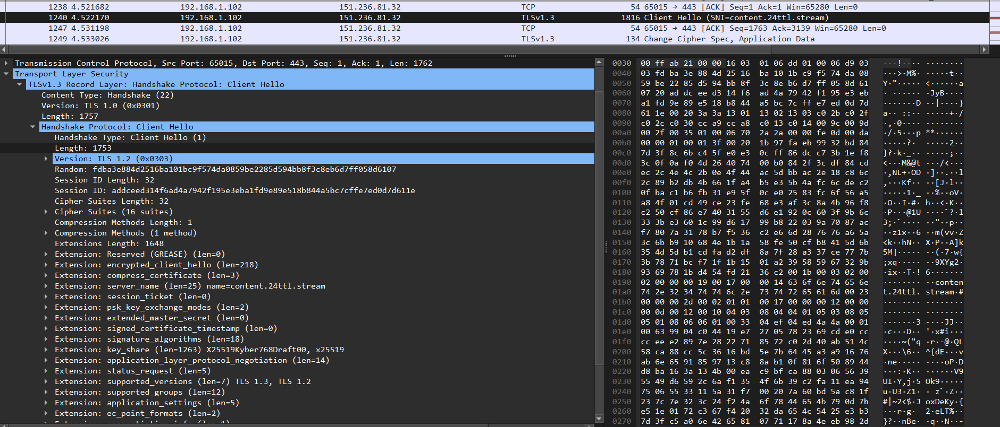 1238 4.521682 192.168.1.102 151.236.81.32 TCP 54 65015 → 443 [ACK] Seq=1 Ack=1 Win=65280 Len=0
1240 4.522170 192.168.1.102 151.236.81.32 TLSv1.3 1816 Client Hello (SNI=content.24ttl.stream)
1247 4.531198 192.168.1.102 151.236.81.32 TCP 54 65015 → 443 [ACK] Seq=1763 Ack=3139 Win=65280 Len=0
1249 4.533026 192.168.1.102 151.236.81.32 TLSv1.3 134 Change Cipher Spec, Application Data
Transmission Control Protocol, Src Port: 65015, Dst Port: 443, Seq: 1, Ack: 1, Len: 1762
Transport Layer Security
TLSv1.3 Record Layer: Handshake Protocol: Client Hello
Content Type: Handshake (22)
Version: TLS 1.0 (0x0301)
Length: 1757
Handshake Protocol: Client Hello
Handshake Type: Client Hello (1)
Length: 1753
Version: TLS 1.2 (0x0303)
Random: fdba3e884d2516ba101bc9f574da0859be2285d594bb8f3c8eb6d7ff058d6107
Session ID Length: 32
Session ID: addceed314f6ad4a7942f195e3eba1fd9e89e518b844a5bc7cffe7ed0d7d611e
Cipher Suites Length: 32
Cipher Suites (16 suites)
Compression Methods Length: 1
Compression Methods (1 method)
Extensions Length: 1648
Extension: Reserved (GREASE) (len=0)
Extension: encrypted_client_hello (len=218)
Extension: compress_certificate (len=3)
Extension: server_name (len=25) name=content.24ttl.stream
Extension: session_ticket (len=0)
Extension: psk_key_exchange_modes (len=2)
Extension: extended_master_secret (len=0)
Extension: signed_certificate_timestamp (len=0)
Extension: signature_algorithms (len=18)
Extension: key_share (len=1263) X25519Kyber768Draft00, x25519
Extension: application_layer_protocol_negotiation (len=14)
Extension: status_request (len=5)
Extension: supported_versions (len=7) TLS 1.3, TLS 1.2
Extension: supported_groups (len=12)
Extension: application_settings (len=5)
Extension: ec_point_formats (len=2)
0030 00 ff ab 21 00 00 16 03 01 06 dd 01 00 06 d9 03
0040 03 fd ba 3e 88 4d 25 16 ba 10 1b c9 f5 74 da 08
0050 59 be 22 85 d5 94 bb 8f 3c 8e b6 d7 ff 05 8d 61
0060 07 20 ad dc ee d3 14 f6 ad 4a 79 42 f1 95 e3 eb
0070 a1 fd 9e 89 e5 18 b8 44 a5 bc 7c ff e7 ed 0d 7d
0080 61 1e 00 20 3a 3a 13 01 13 02 13 03 c0 2b c0 2f
0090 c0 2c c0 30 cc a9 cc a8 c0 13 c0 14 00 9c 00 9d
00a0 00 2f 00 35 01 00 06 70 2a 2a 00 00 fe 0d 00 da
00b0 00 00 01 00 01 3f 00 20 1b 97 fa eb 99 32 bd 84
00c0 7d 3f 8c 6b c4 5f e0 e3 0c ff 86 dc c7 3b 1e f8
00d0 3c 0f 0a f0 4d 26 40 74 00 b0 84 2f 3c df 84 cd
00e0 ec 2c 4e 4c 2b 0e 4f 44 ac 5d bb ac 2e 18 c8 6c
00f0 2c 89 b2 db 4b 66 1f a4 b5 e3 5b 4a fc 6c de c2
0100 0f ba c1 b6 fb 31 e9 5f 0c e0 25 83 fc 6f 56 a5
0110 a8 4f 01 cd 49 ce 23 fe 68 e3 af 3c 8a 4b 96 f8
0120 c2 50 cf 86 e7 40 31 55 d6 e1 92 0c 60 3f 9b 6c
0130 33 3b e3 60 1c 99 d6 17 99 b8 22 03 9a 70 87 ac
0140 f7 80 7a 31 78 b7 f5 36 c2 e6 6d 28 76 76 a6 5a
0150 3c 6b b9 10 68 4e 1b 1a 58 fe 50 cf b8 41 5d 6b
0160 35 4d 5d b1 cd fa d2 df 8a 7f 28 a3 37 ce 77 7b
0170 3b 78 71 bc f7 1f 1b 15 01 a2 39 58 59 67 32 9b
0180 93 69 78 1b d4 54 fd 21 36 c2 00 1b 00 03 02 00
0190 02 00 00 00 19 00 17 00 00 14 63 6f 6e 74 65 6e
01a0 74 2e 32 34 74 74 6c 2e 73 74 72 65 61 6d 00 23
01b0 00 00 00 2d 00 02 01 01 00 17 00 00 00 12 00 00
01c0 00 0d 00 12 00 10 04 03 08 04 04 01 05 03 08 05
01d0 05 01 08 06 06 01 00 33 04 ef 04 ed 4a 4a 00 01
01e0 00 63 99 04 c0 44 19 e7 27 05 78 23 69 cd e0 cc
01f0 cc ee e2 89 7e 28 22 71 85 72 c0 2d 40 ab 51 4c
0200 58 ca 88 cc 5c 36 16 bd 5e 7b 64 45 a3 a9 16 76
0210 ab 6e 65 91 85 97 13 c8 8a b1 0f 81 6f 50 89 44
0220 d8 ba 16 3a 13 4b 00 ea c9 bf ca 88 03 06 56 39
0230 55 49 d6 59 2c 6a f1 35 4f 6b 39 c2 fa 11 ea 94
0240 75 06 55 33 11 5a 31 f7 00 20 7a 60 bd 5a c8 1f
0250 23 7c 7e 32 3c 24 f2 4a 6f 78 44 65 4b 79 0d 7b
0260 e5 1e 01 72 c3 67 f4 20 32 da 65 4c 54 25 e3 b3
0270 7d 3f c5 a0 6e 42 65 81 07 71 17 8a 4e eb 98 2d